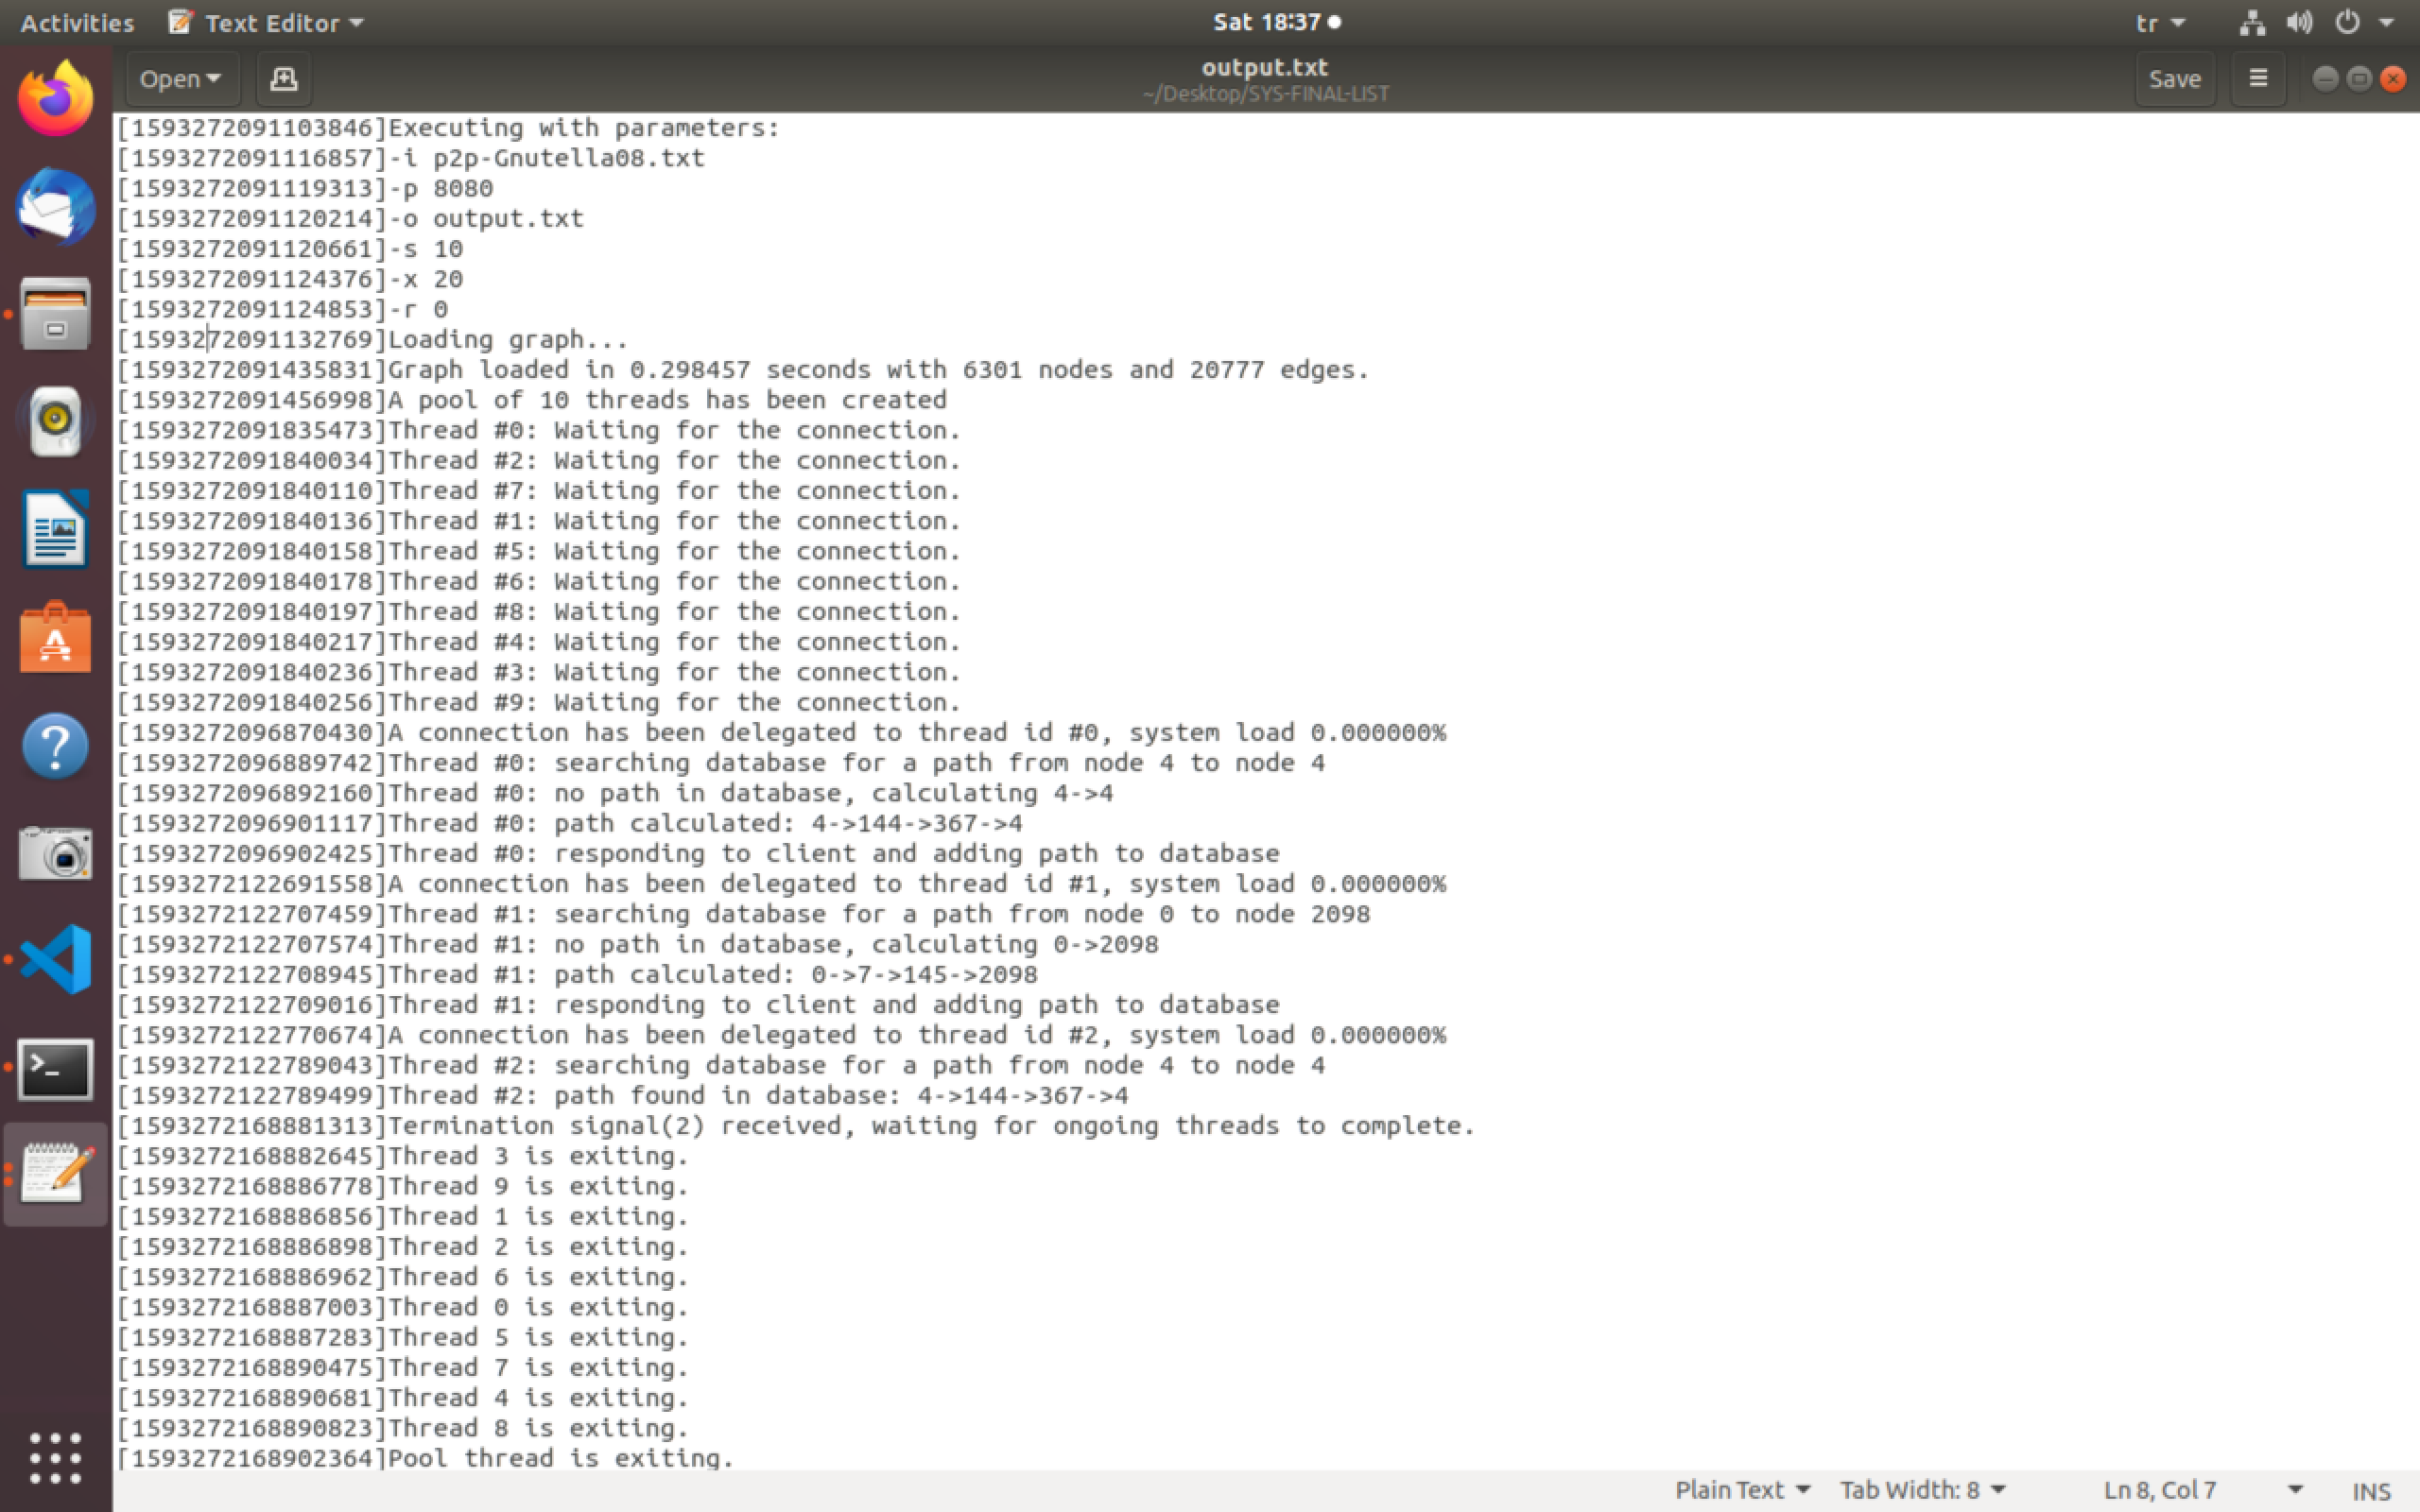 Activities Text Editor Sat 18:37 tr
Open output.txt Save
~/Desktop/SYS-FINAL-LIST
[1593272091103846]Executing with parameters:
[1593272091116857]-i p2p-Gnutella08.txt
[1593272091119313]-p 8080
[1593272091120214]-o output.txt
[1593272091120661]-s 10
[1593272091124376]-x 20
[1593272091124853]-r 0
[1593272091132769]Loading graph...
[1593272091435831]Graph loaded in 0.298457 seconds with 6301 nodes and 20777 edges.
[1593272091456998]A pool of 10 threads has been created
[1593272091835473]Thread #0: Waiting for the connection.
[1593272091840034]Thread #2: Waiting for the connection.
[1593272091840110]Thread #7: Waiting for the connection.
[1593272091840136]Thread #1: Waiting for the connection.
[1593272091840158]Thread #5: Waiting for the connection.
[1593272091840178]Thread #6: Waiting for the connection.
[1593272091840197]Thread #8: Waiting for the connection.
[1593272091840217]Thread #4: Waiting for the connection.
[1593272091840236]Thread #3: Waiting for the connection.
[1593272091840256]Thread #9: Waiting for the connection.
[1593272096870430]A connection has been delegated to thread id #0, system load 0.000000%
[1593272096889742]Thread #0: searching database for a path from node 4 to node 4
[1593272096892160]Thread #0: no path in database, calculating 4->4
[1593272096901117]Thread #0: path calculated: 4->144->367->4
[1593272096902425]Thread #0: responding to client and adding path to database
[1593272122691558]A connection has been delegated to thread id #1, system load 0.000000%
[1593272122707459]Thread #1: searching database for a path from node 0 to node 2098
[1593272122707574]Thread #1: no path in database, calculating 0->2098
[1593272122708945]Thread #1: path calculated: 0->7->145->2098
[1593272122709016]Thread #1: responding to client and adding path to database
[1593272122770674]A connection has been delegated to thread id #2, system load 0.000000%
[1593272122789043]Thread #2: searching database for a path from node 4 to node 4
[1593272122789499]Thread #2: path found in database: 4->144->367->4
[1593272168881313]Termination signal(2) received, waiting for ongoing threads to complete.
[1593272168882645]Thread 3 is exiting.
[1593272168886778]Thread 9 is exiting.
[1593272168886856]Thread 1 is exiting.
[1593272168886898]Thread 2 is exiting.
[1593272168886962]Thread 6 is exiting.
[1593272168887003]Thread 0 is exiting.
[1593272168887283]Thread 5 is exiting.
[1593272168890475]Thread 7 is exiting.
[1593272168890681]Thread 4 is exiting.
[1593272168890823]Thread 8 is exiting.
[1593272168902364]Pool thread is exiting.
Plain Text Tab Width: 8 Ln 8, Col 7 INS